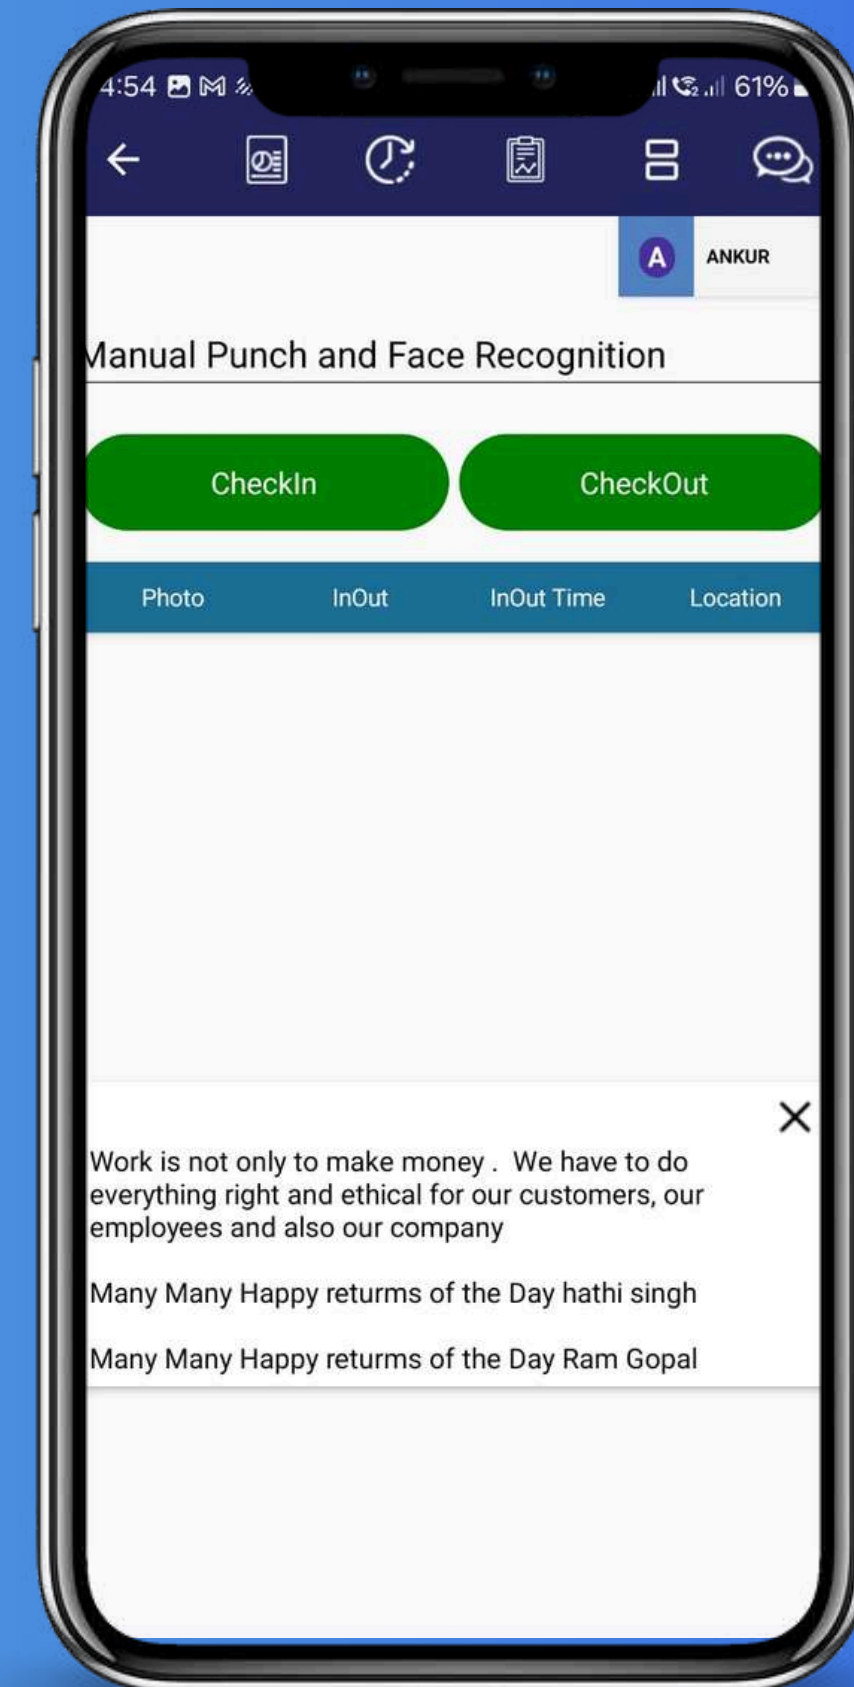 4:54 61%
A ANKUR
Manual Punch and Face Recognition
CheckIn CheckOut
Photo InOut InOut Time Location
Work is not only to make money . We have to do
everything right and ethical for our customers, our
employees and also our company
Many Many Happy returms of the Day hathi singh
Many Many Happy returms of the Day Ram Gopal